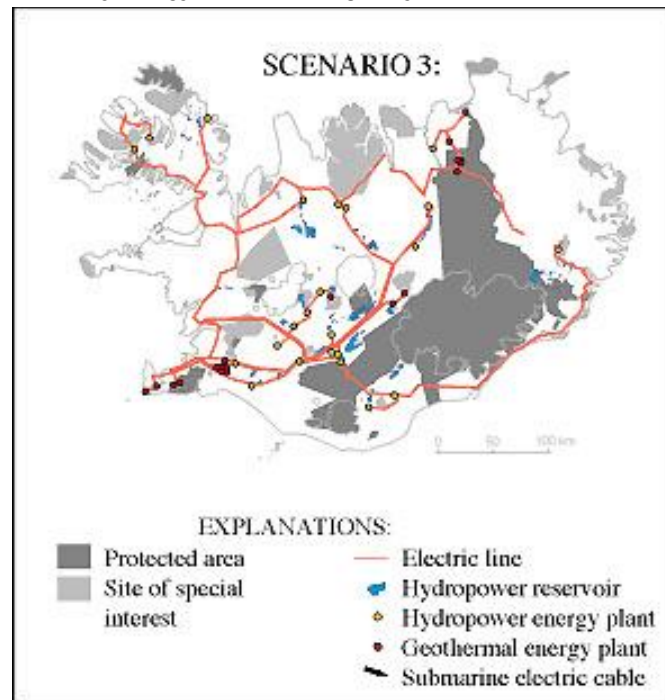 SCENARIO 3:
0 50 100 km
EXPLANATIONS:
Protected area
Site of special
interest
Electric line
Hydropower reservoir
Hydropower energy plant
Geothermal energy plant
Submarine electric cable